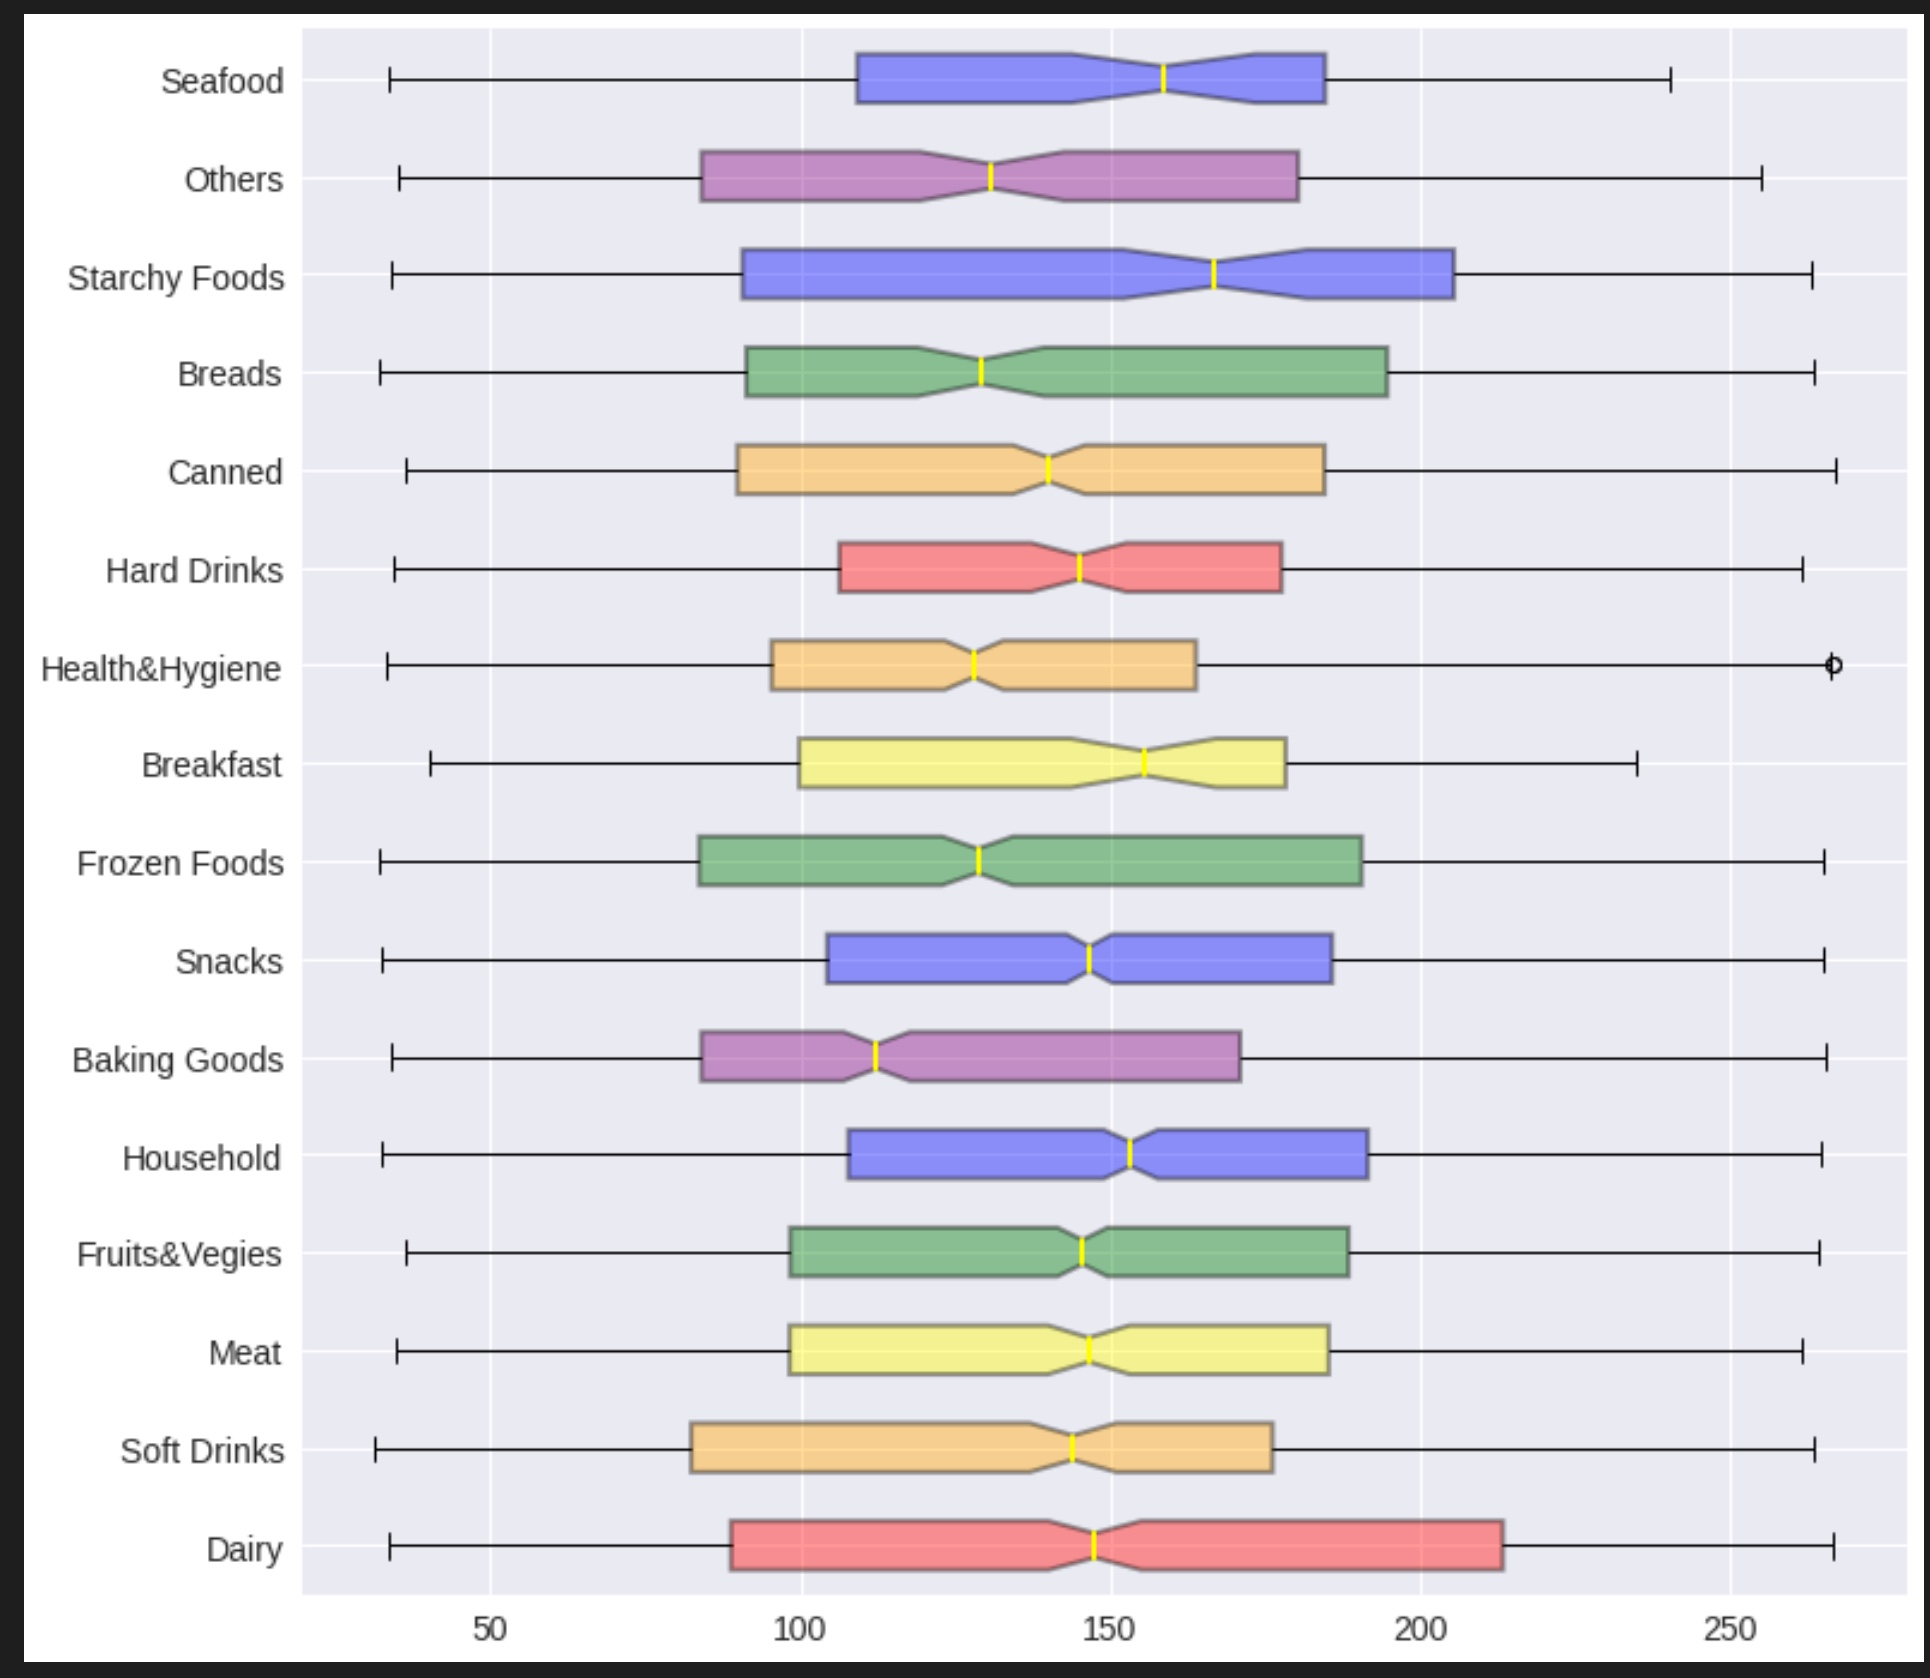 Seafood
Others
Starchy Foods
Breads
Canned
Hard Drinks
Health&Hygiene
Breakfast
Frozen Foods
Snacks
Baking Goods
Household
Fruits&Vegies
Meat
Soft Drinks
Dairy
50 100 150 200 250